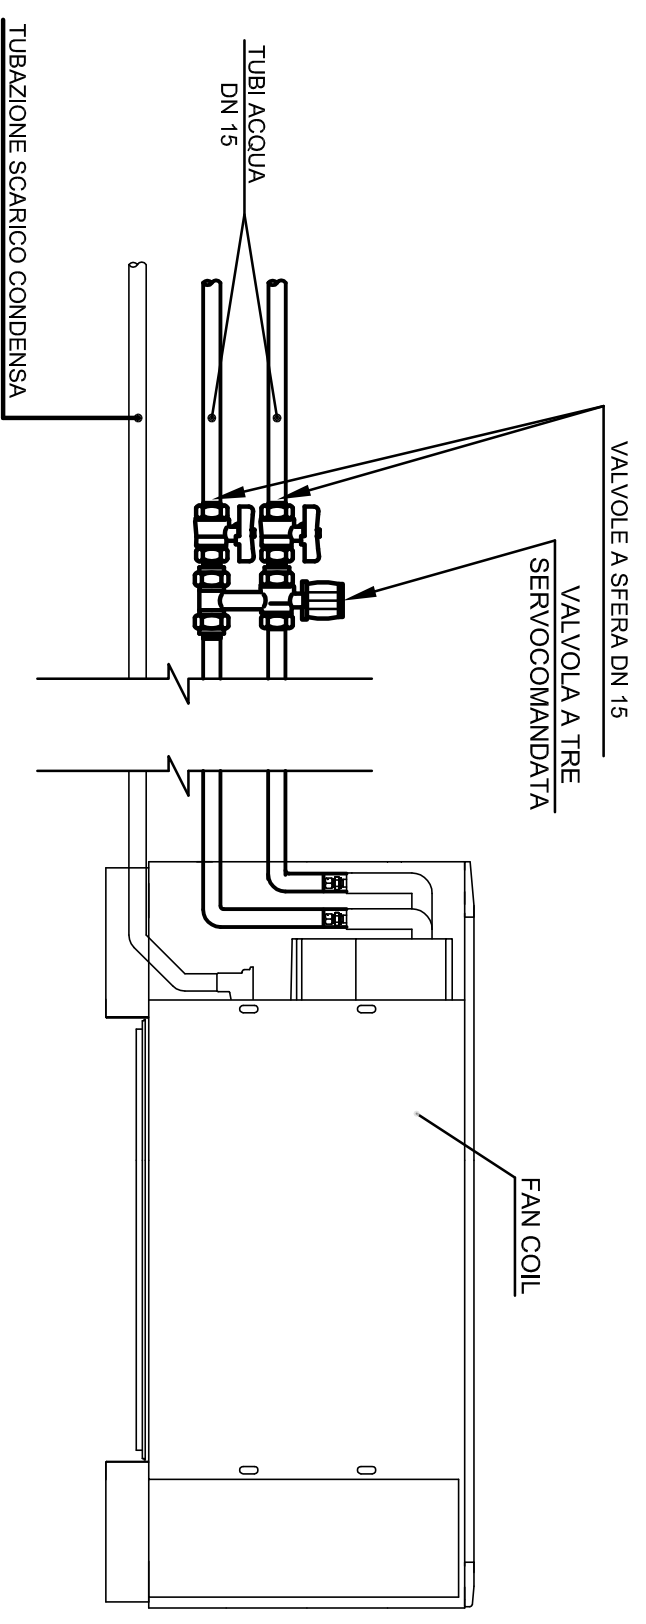 VALVOLE A SFERA DN 15
VALVOLA A TRE
SERVOCOMANDATA
FAN COIL
TUBI ACQUA
DN 15
TUBAZIONE SCARICO CONDENSA